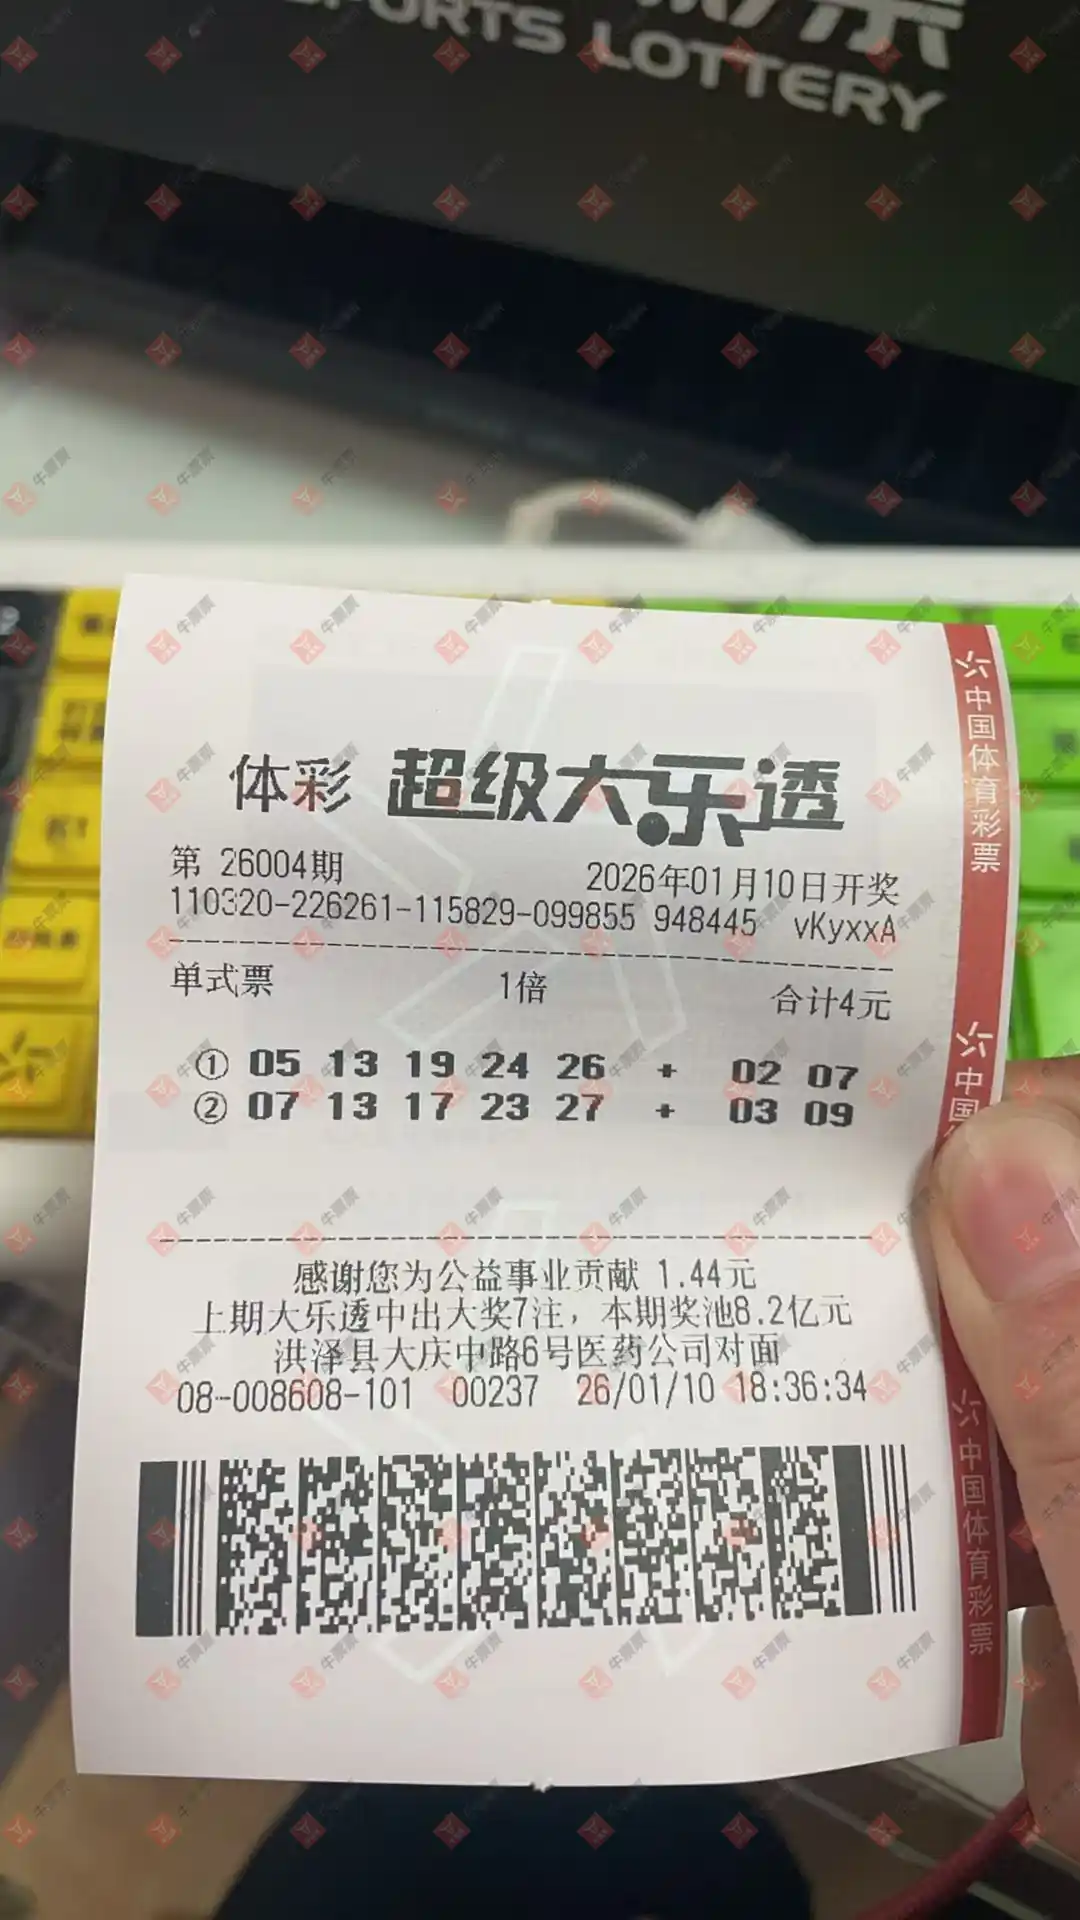 SPORTS LOTTERY
体彩 超级大乐透
第 26004期 2026年01月10日开奖
110320-226261-115829-099855 948445 vKyxxA
单式票 1倍 合计4元
① 05 13 19 24 26 + 02 07
② 07 13 17 23 27 + 03 09
感谢您为公益事业贡献 1.44元
上期大乐透中出大奖7注，本期奖池8.2亿元
洪泽县大庆中路6号医药公司对面
08-008608-101 00237 26/01/10 18:36:34
中国体育彩票
中国
中国体育彩票
牛票票